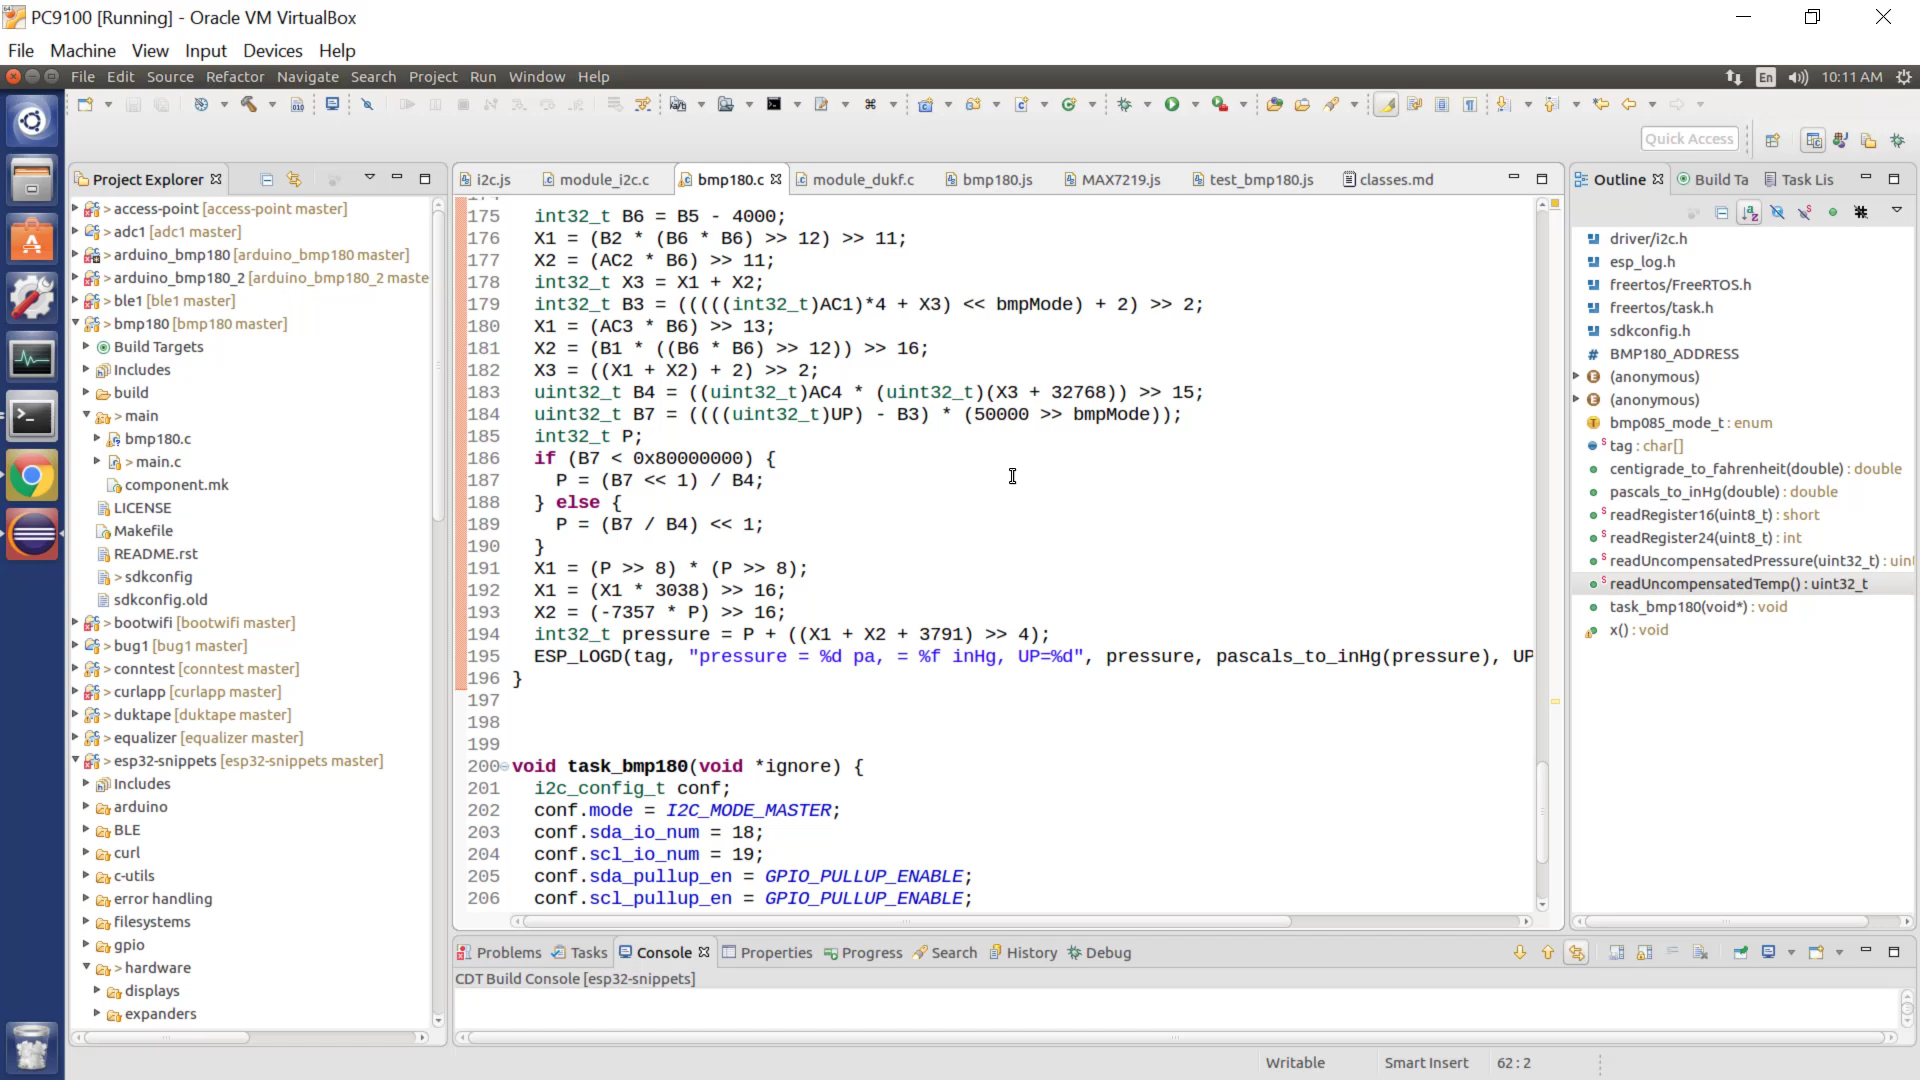 PC9100 [Running] - Oracle VM VirtualBox
File Machine View Input Devices Help
File Edit Source Refactor Navigate Search Project Run Window Help
En 10:11 AM
Quick Access
Project Explorer
> access-point [access-point master]
> adc1 [adc1 master]
> arduino_bmp180 [arduino_bmp180 master]
> arduino_bmp180_2 [arduino_bmp180_2 maste
> ble1 [ble1 master]
> bmp180 [bmp180 master]
Build Targets
Includes
build
> main
bmp180.c
> main.c
component.mk
LICENSE
Makefile
README.rst
> sdkconfig
sdkconfig.old
> bootwifi [bootwifi master]
> bug1 [bug1 master]
> conntest [conntest master]
> curlapp [curlapp master]
> duktape [duktape master]
> equalizer [equalizer master]
> esp32-snippets [esp32-snippets master]
Includes
arduino
BLE
curl
c-utils
error handling
filesystems
gpio
> hardware
displays
expanders
i2c.js module_i2c.c bmp180.c module_dukf.c bmp180.js MAX7219.js test_bmp180.js classes.md
175 int32_t B6 = B5 - 4000;
176 X1 = (B2 * (B6 * B6) >> 12) >> 11;
177 X2 = (AC2 * B6) >> 11;
178 int32_t X3 = X1 + X2;
179 int32_t B3 = (((((int32_t)AC1)*4 + X3) << bmpMode) + 2) >> 2;
180 X1 = (AC3 * B6) >> 13;
181 X2 = (B1 * ((B6 * B6) >> 12)) >> 16;
182 X3 = ((X1 + X2) + 2) >> 2;
183 uint32_t B4 = ((uint32_t)AC4 * (uint32_t)(X3 + 32768)) >> 15;
184 uint32_t B7 = ((((uint32_t)UP) - B3) * (50000 >> bmpMode));
185 int32_t P;
186 if (B7 < 0x80000000) {
187 P = (B7 << 1) / B4;
188 } else {
189 P = (B7 / B4) << 1;
190 }
191 X1 = (P >> 8) * (P >> 8);
192 X1 = (X1 * 3038) >> 16;
193 X2 = (-7357 * P) >> 16;
194 int32_t pressure = P + ((X1 + X2 + 3791) >> 4);
195 ESP_LOGD(tag, "pressure = %d pa, = %f inHg, UP=%d", pressure, pascals_to_inHg(pressure), UP
196 }
197
198
199
200 void task_bmp180(void *ignore) {
201 i2c_config_t conf;
202 conf.mode = I2C_MODE_MASTER;
203 conf.sda_io_num = 18;
204 conf.scl_io_num = 19;
205 conf.sda_pullup_en = GPIO_PULLUP_ENABLE;
206 conf.scl_pullup_en = GPIO_PULLUP_ENABLE;
Outline Build Ta Task Lis
driver/i2c.h
esp_log.h
freertos/FreeRTOS.h
freertos/task.h
sdkconfig.h
BMP180_ADDRESS
(anonymous)
(anonymous)
bmp085_mode_t : enum
tag : char[]
centigrade_to_fahrenheit(double) : double
pascals_to_inHg(double) : double
readRegister16(uint8_t) : short
readRegister24(uint8_t) : int
readUncompensatedPressure(uint32_t) : uin
readUncompensatedTemp() : uint32_t
task_bmp180(void*) : void
x() : void
Problems Tasks Console Properties Progress Search History Debug
CDT Build Console [esp32-snippets]
Writable Smart Insert 62 : 2